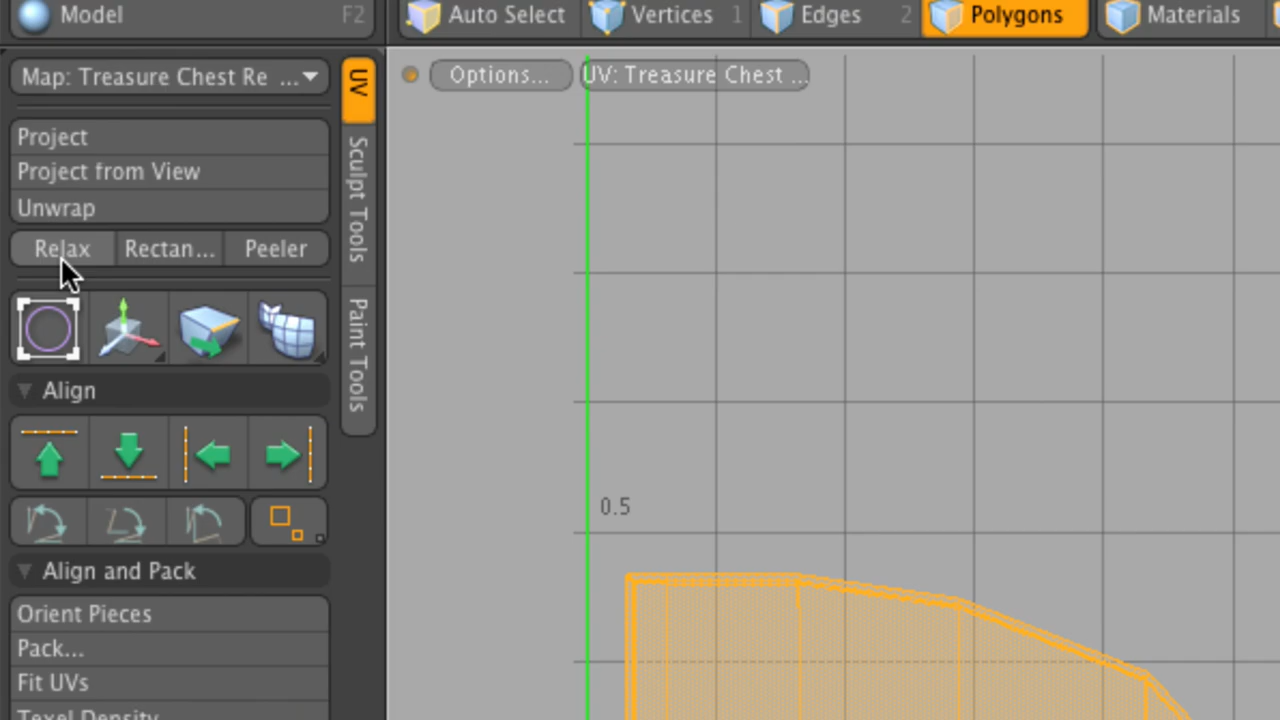 Model F2
Auto Select
Vertices 1
Edges 2
Polygons
Materials
Map: Treasure Chest Re ...
UV
Options...
UV: Treasure Chest ...
Project
Project from View
Unwrap
Relax
Rectan...
Peeler
Sculpt Tools
Paint Tools
Align
0.5
Align and Pack
Orient Pieces
Pack...
Fit UVs
Texel Density